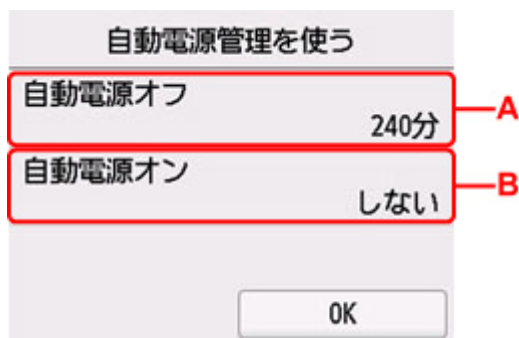 自動電源管理を使う
自動電源オフ
240分
A
自動電源オン
しない
B
OK